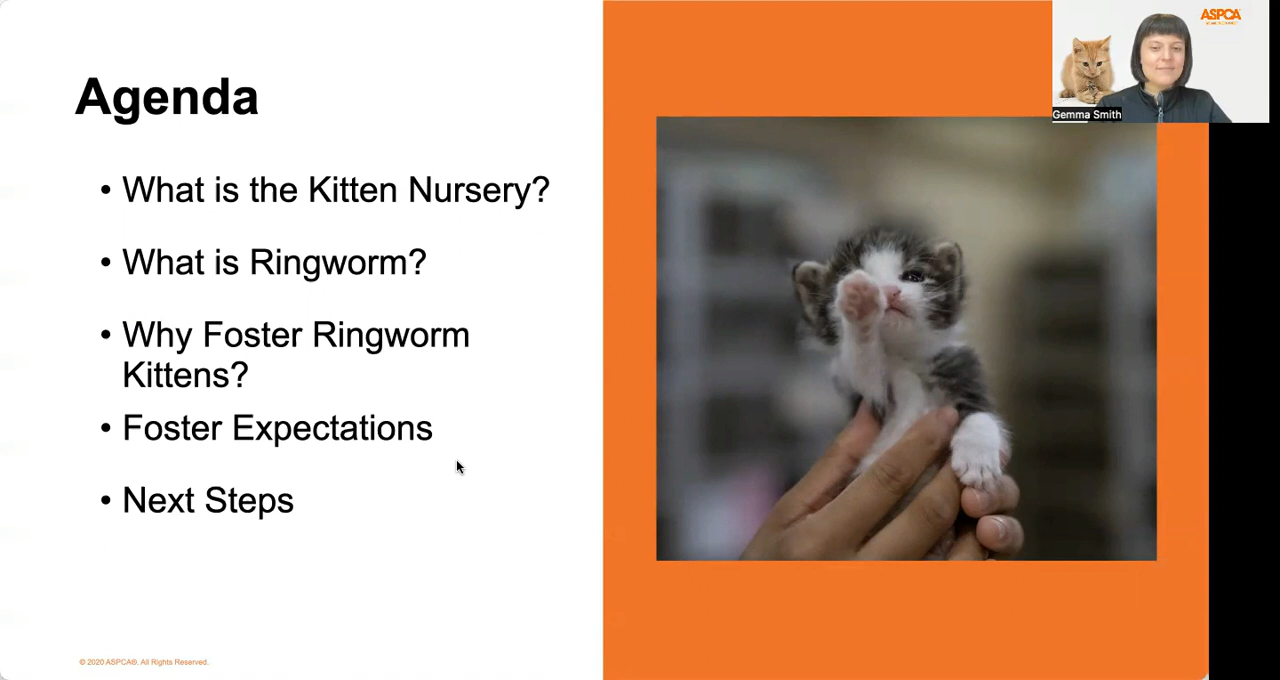 Agenda
• What is the Kitten Nursery?
• What is Ringworm?
• Why Foster Ringworm
Kittens?
• Foster Expectations
• Next Steps
© 2020 ASPCA®. All Rights Reserved.
ASPCA
Gemma Smith